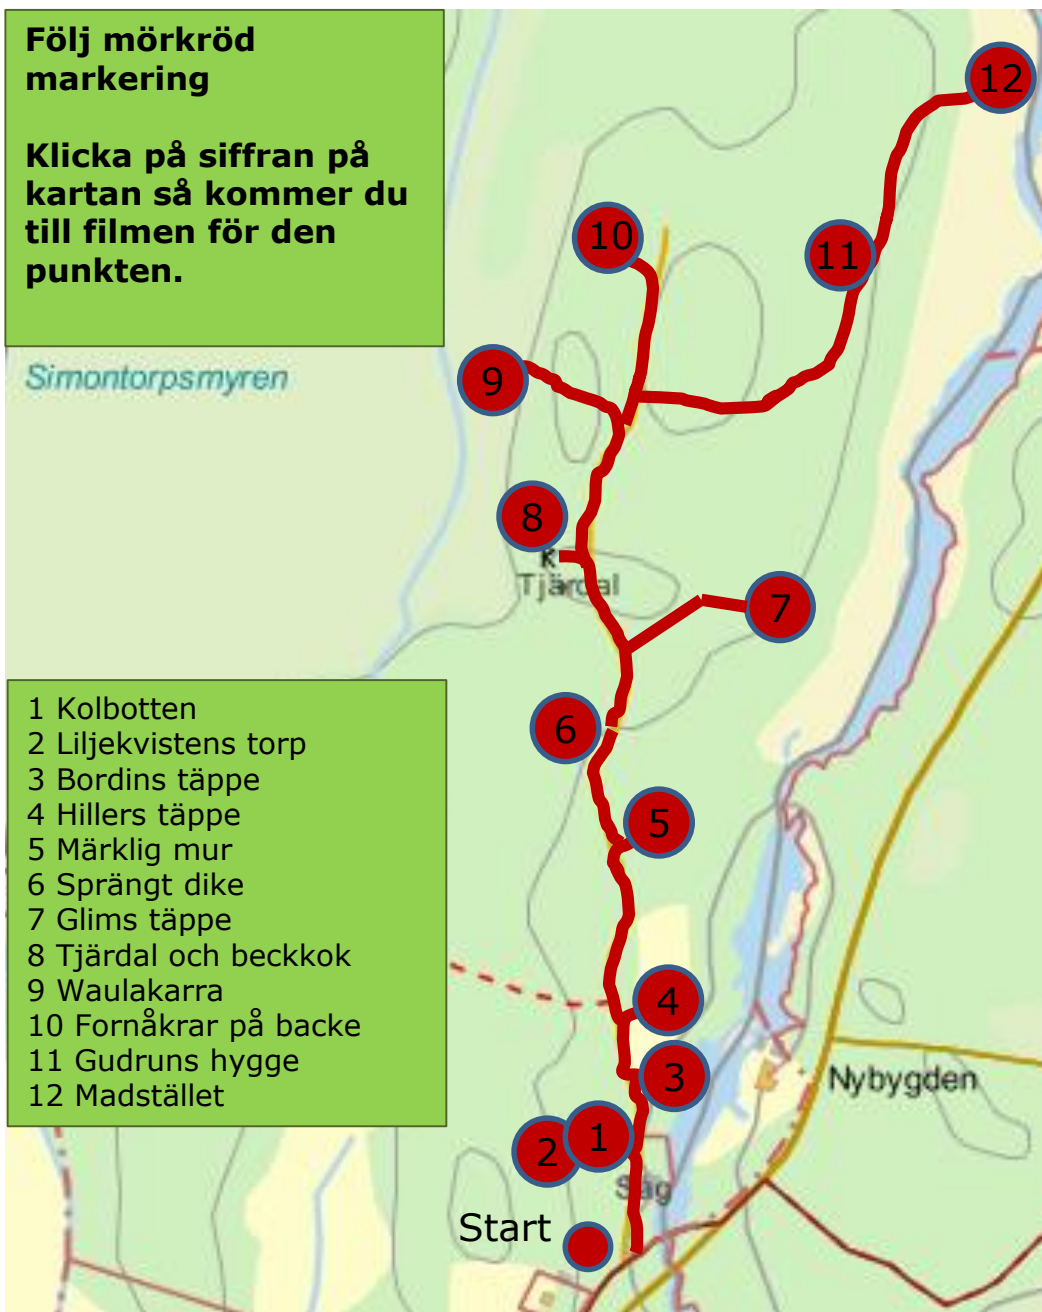 Följ mörkröd
markering
Klicka på siffran på
kartan så kommer du
till filmen för den
punkten.
12
10
11
Simontorpsmyren
9
8
K
Tjärdal
7
6
1 Kolbotten
2 Liljekvistens torp
3 Bordins täppe
4 Hillers täppe
5 Märklig mur
6 Sprängt dike
7 Glims täppe
8 Tjärdal och beckkok
9 Waulakarra
10 Fornåkrar på backe
11 Gudruns hygge
12 Madstället
5
4
3
Nybygden
1
2
Såg
Start